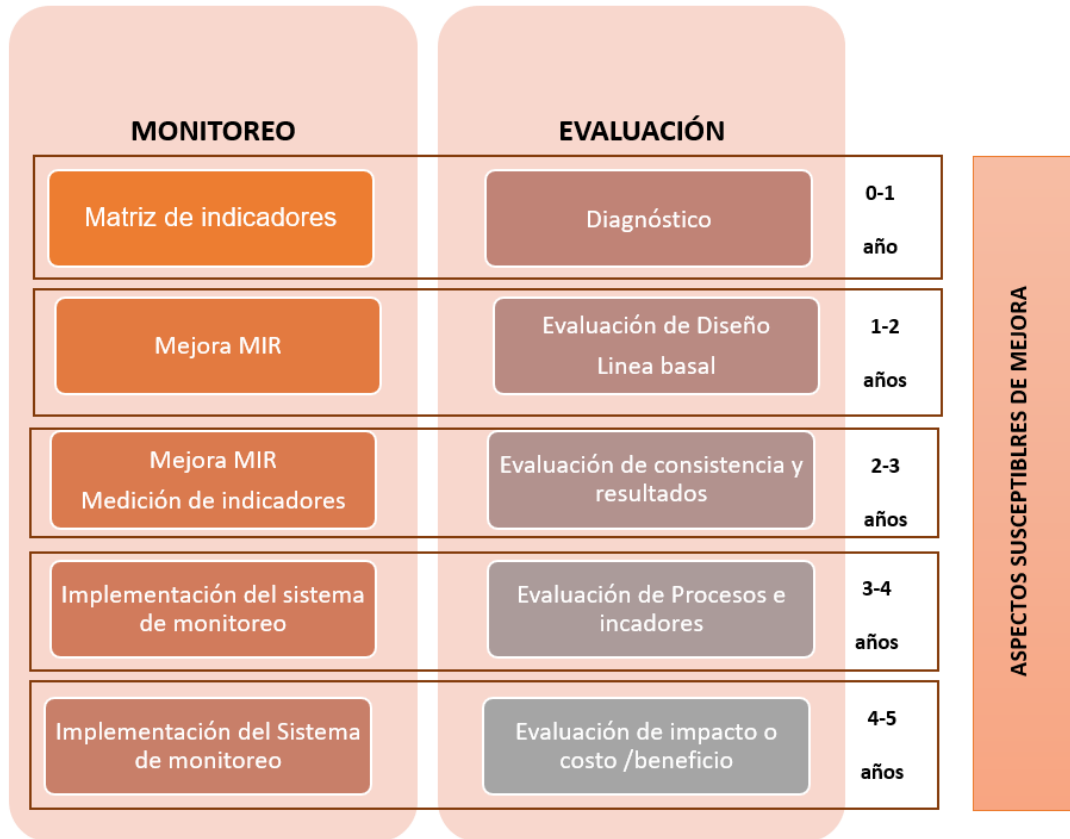 MONITOREO
EVALUACIÓN
Matriz de indicadores
Diagnóstico
0-1
año
Mejora MIR
Evaluación de Diseño
Linea basal
1-2
años
Mejora MIR
Medición de indicadores
Evaluación de consistencia y
resultados
2-3
años
Implementación del sistema
de monitoreo
Evaluación de Procesos e
incadores
3-4
años
Implementación del Sistema
de monitoreo
Evaluación de impacto o
costo /beneficio
4-5
años
ASPECTOS SUSCEPTIBLRES DE MEJORA